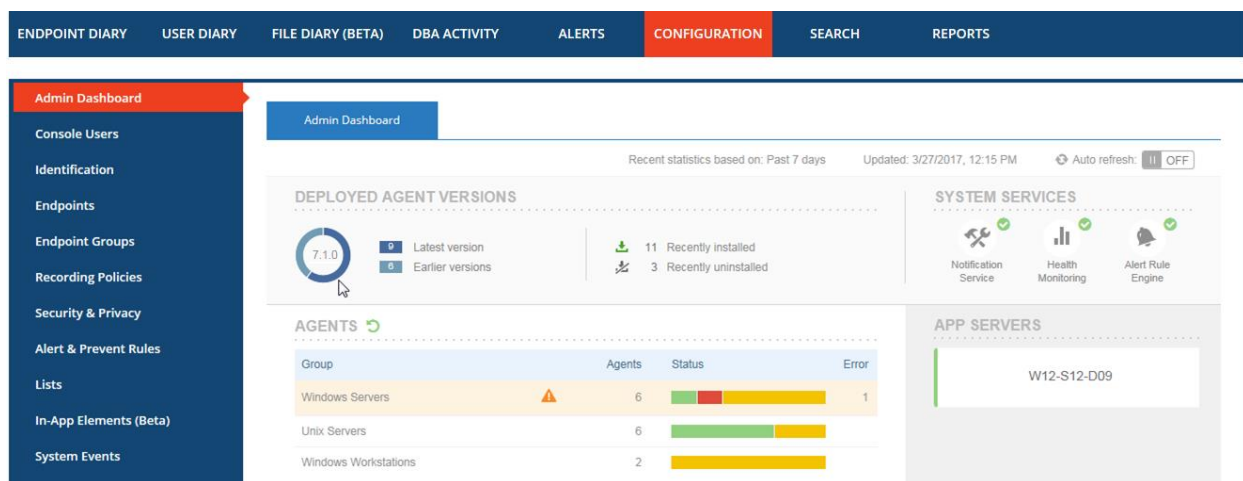 ENDPOINT DIARY USER DIARY FILE DIARY (BETA) DBA ACTIVITY ALERTS CONFIGURATION SEARCH REPORTS
Admin Dashboard
Console Users
Identification
Endpoints
Endpoint Groups
Recording Policies
Security & Privacy
Alert & Prevent Rules
Lists
In-App Elements (Beta)
System Events
Admin Dashboard
Recent statistics based on: Past 7 days Updated: 3/27/2017, 12:15 PM Auto refresh: OFF
DEPLOYED AGENT VERSIONS
7.1.0
9 Latest version
6 Earlier versions
11 Recently installed
3 Recently uninstalled
SYSTEM SERVICES
Notification Service
Health Monitoring
Alert Rule Engine
AGENTS
Group Agents Status Error
Windows Servers 6 1
Unix Servers 6
Windows Workstations 2
APP SERVERS
W12-S12-D09